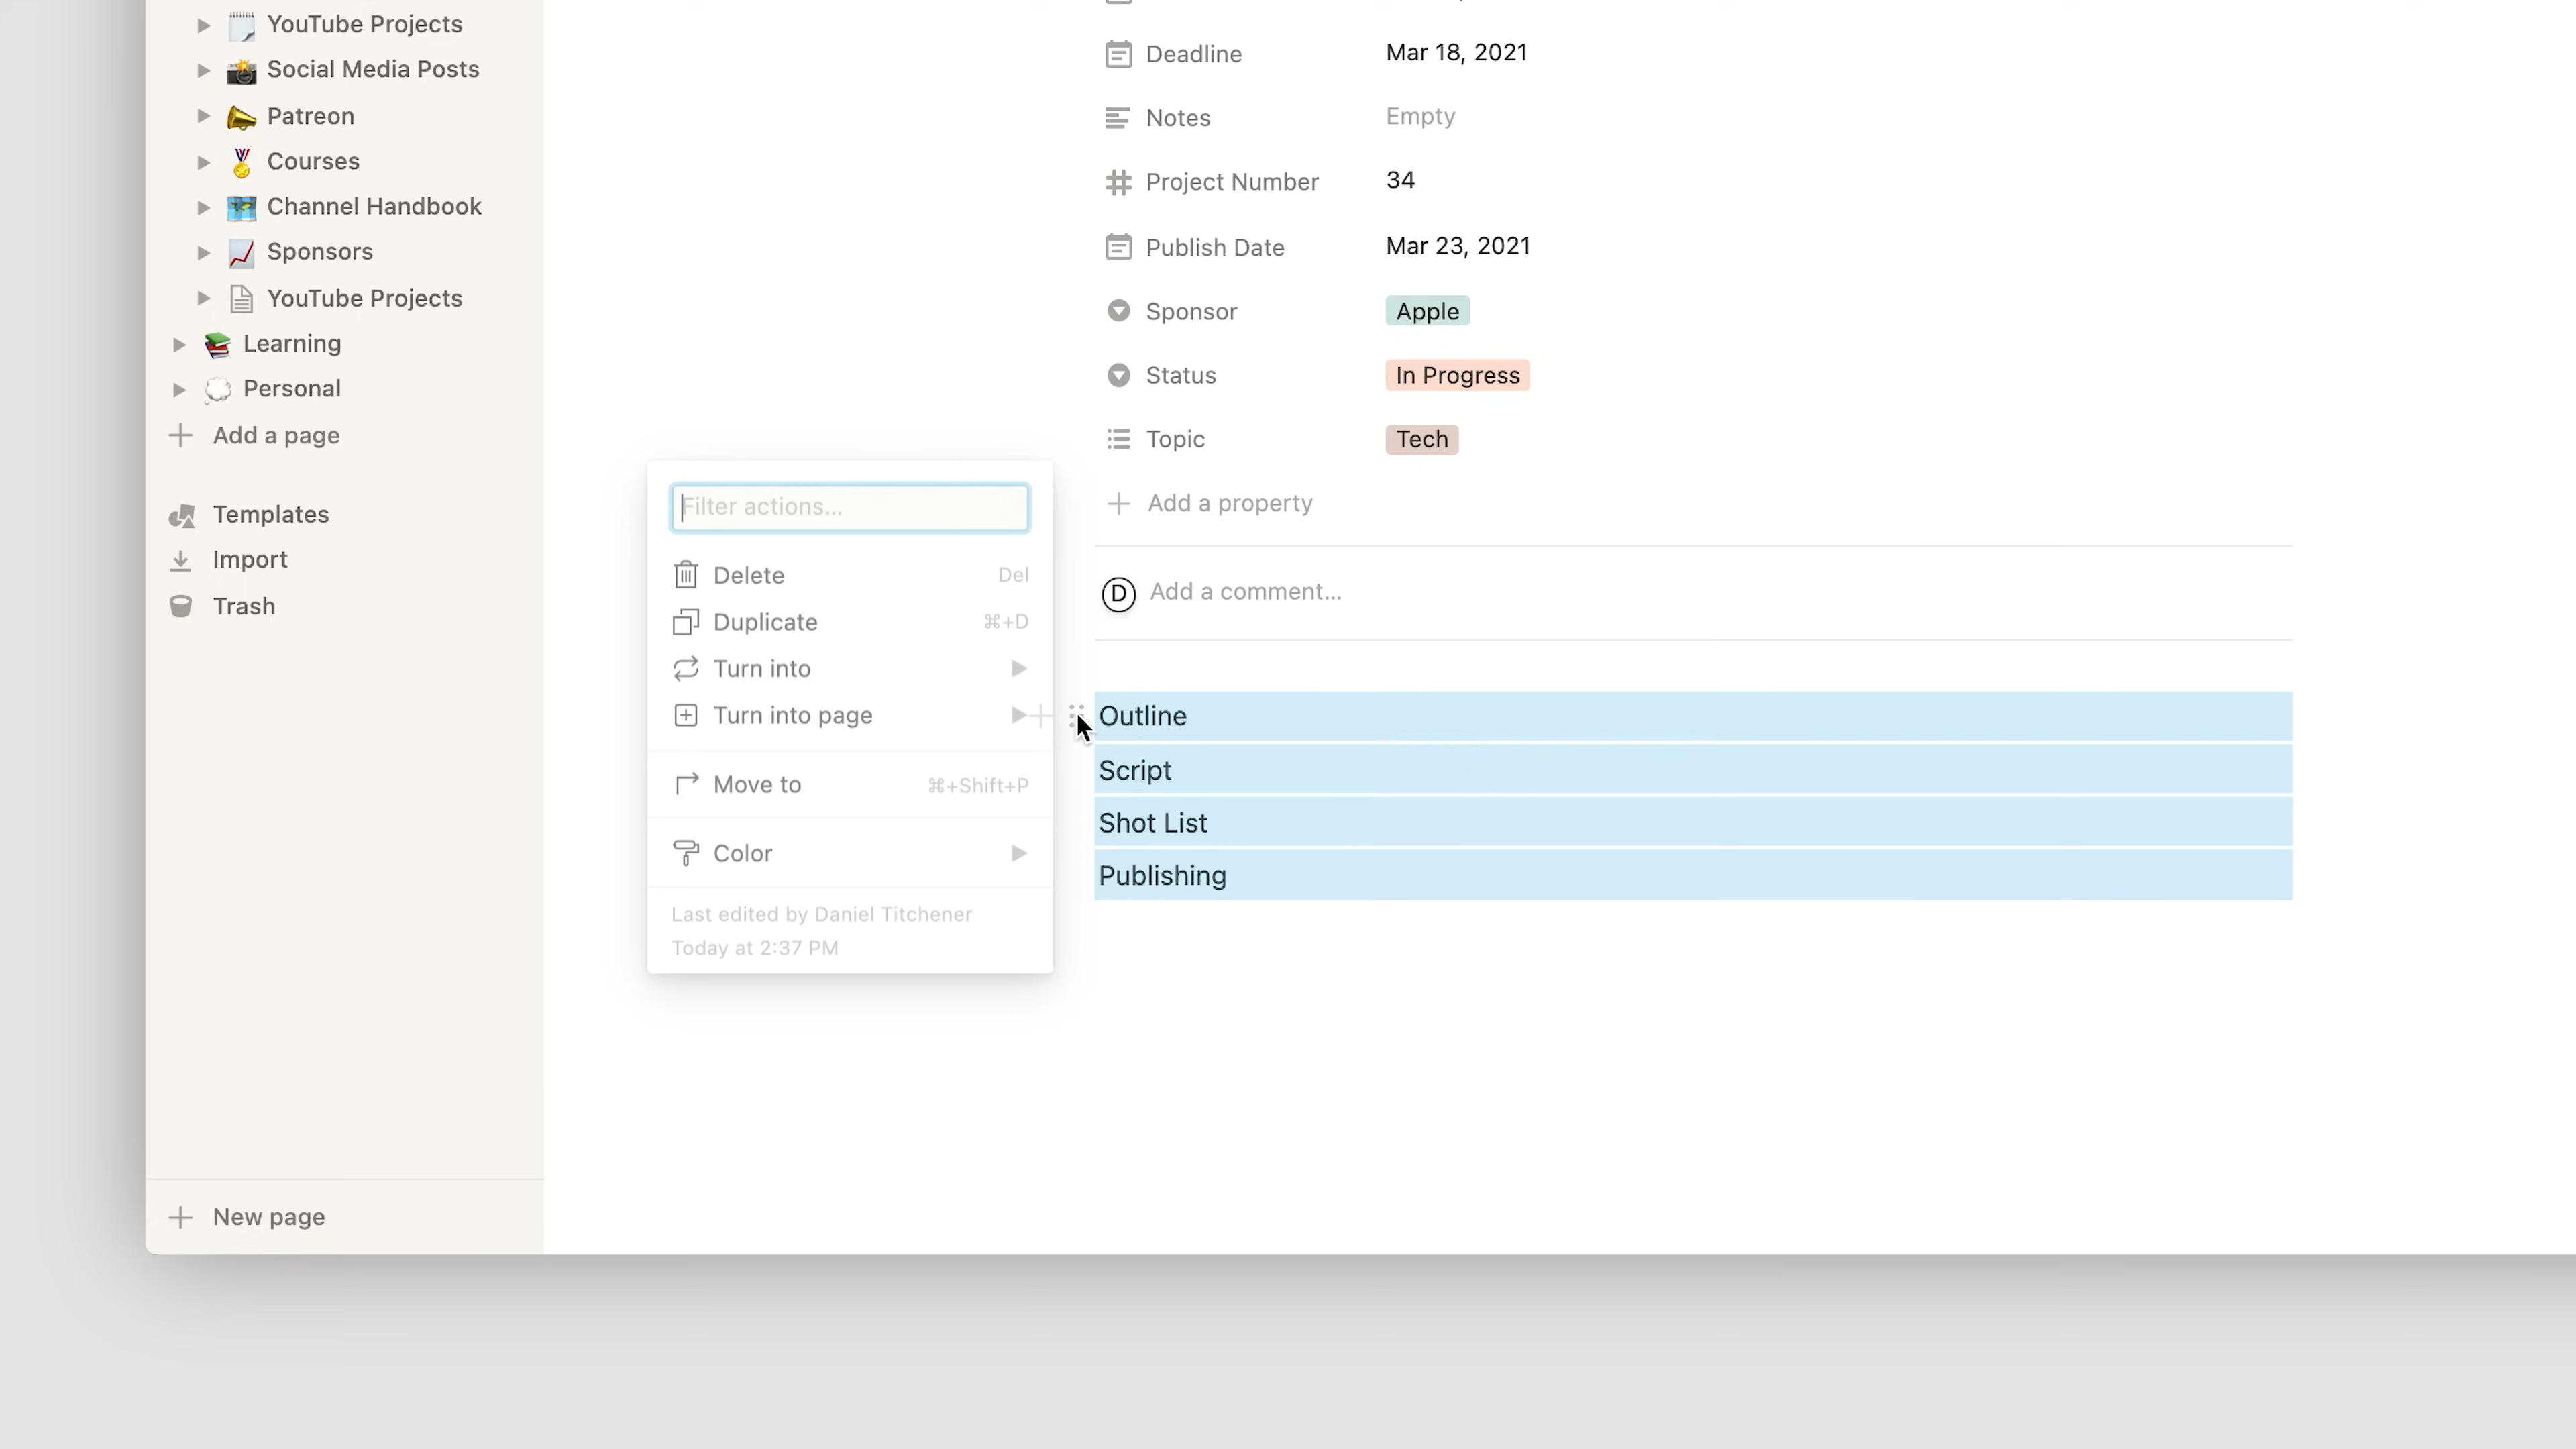 YouTube Projects
Social Media Posts
Patreon
Courses
Channel Handbook
Sponsors
YouTube Projects
Learning
Personal
Add a page
Templates
Import
Trash
New page
Deadline Mar 18, 2021
Notes Empty
Project Number 34
Publish Date Mar 23, 2021
Sponsor Apple
Status In Progress
Topic Tech
Add a property
D Add a comment...
Filter actions...
Delete Del
Duplicate ⌘+D
Turn into
Turn into page
Move to ⌘+Shift+P
Color
Last edited by Daniel Titchener
Today at 2:37 PM
Outline
Script
Shot List
Publishing